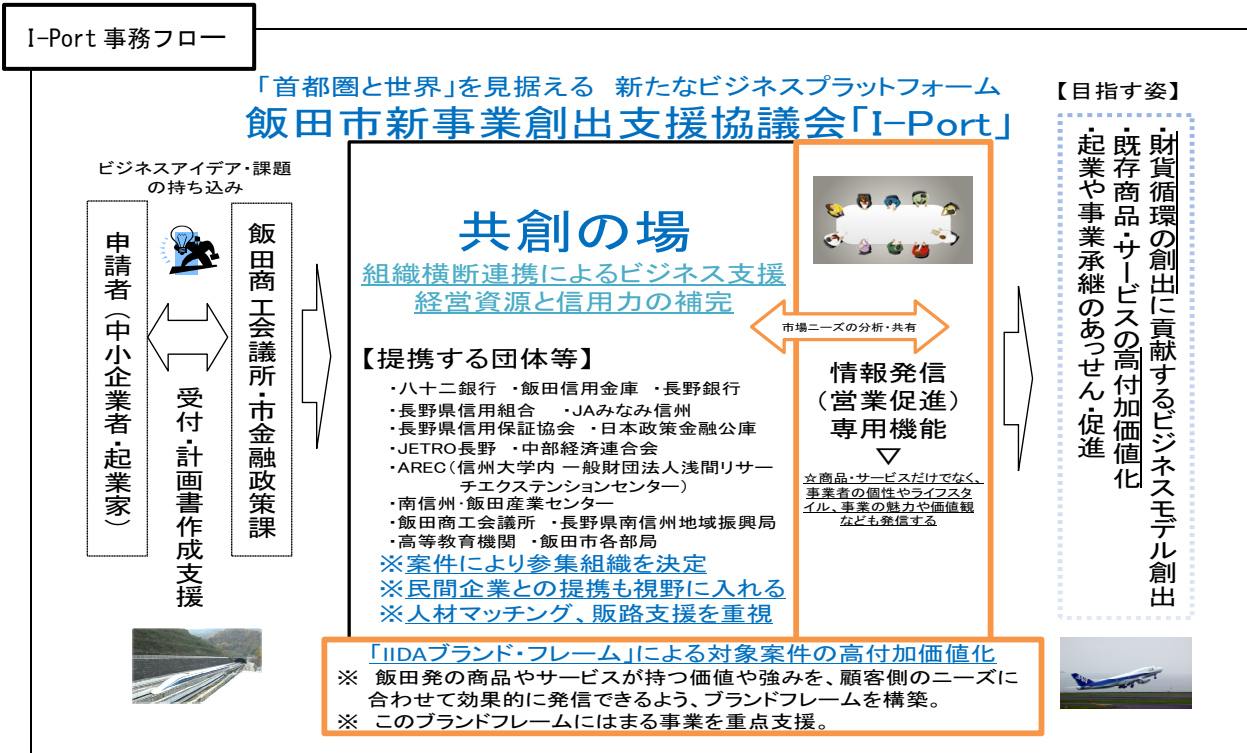 I-Port 事務フロー
「首都圏と世界」を見据える 新たなビジネスプラットフォーム
飯田市新事業創出支援協議会「I-Port」
ビジネスアイデア・課題
の持ち込み
申請者（中小企業者・起業家）
受付・計画書作成支援
飯田商工会議所・市金融政策課
共創の場
組織横断連携によるビジネス支援
経営資源と信用力の補完
【提携する団体等】
・八十二銀行 ・飯田信用金庫 ・長野銀行
・長野県信用組合 ・JAみなみ信州
・長野県信用保証協会 ・日本政策金融公庫
・JETRO長野 ・中部経済連合会
・AREC（信州大学内 一般財団法人浅間リサー
チエクステンションセンター）
・南信州・飯田産業センター
・飯田商工会議所 ・長野県南信州地域振興局
・高等教育機関 ・飯田市各部局
※案件により参集組織を決定
※民間企業との提携も視野に入れる
※人材マッチング、販路支援を重視
市場ニーズの分析・共有
情報発信
（営業促進）
専用機能
▽
☆商品・サービスだけでなく、
事業者の個性やライフスタ
イル、事業の魅力や価値観
なども発信する
「IIDAブランド・フレーム」による対象案件の高付加価値化
※ 飯田発の商品やサービスが持つ価値や強みを、顧客側のニーズに
合わせて効果的に発信できるよう、ブランドフレームを構築。
※ このブランドフレームにはまる事業を重点支援。
【目指す姿】
・財貨循環の創出に貢献するビジネスモデル創出
・既存商品・サービスの高付加価値化
・起業や事業承継のあっせん・促進